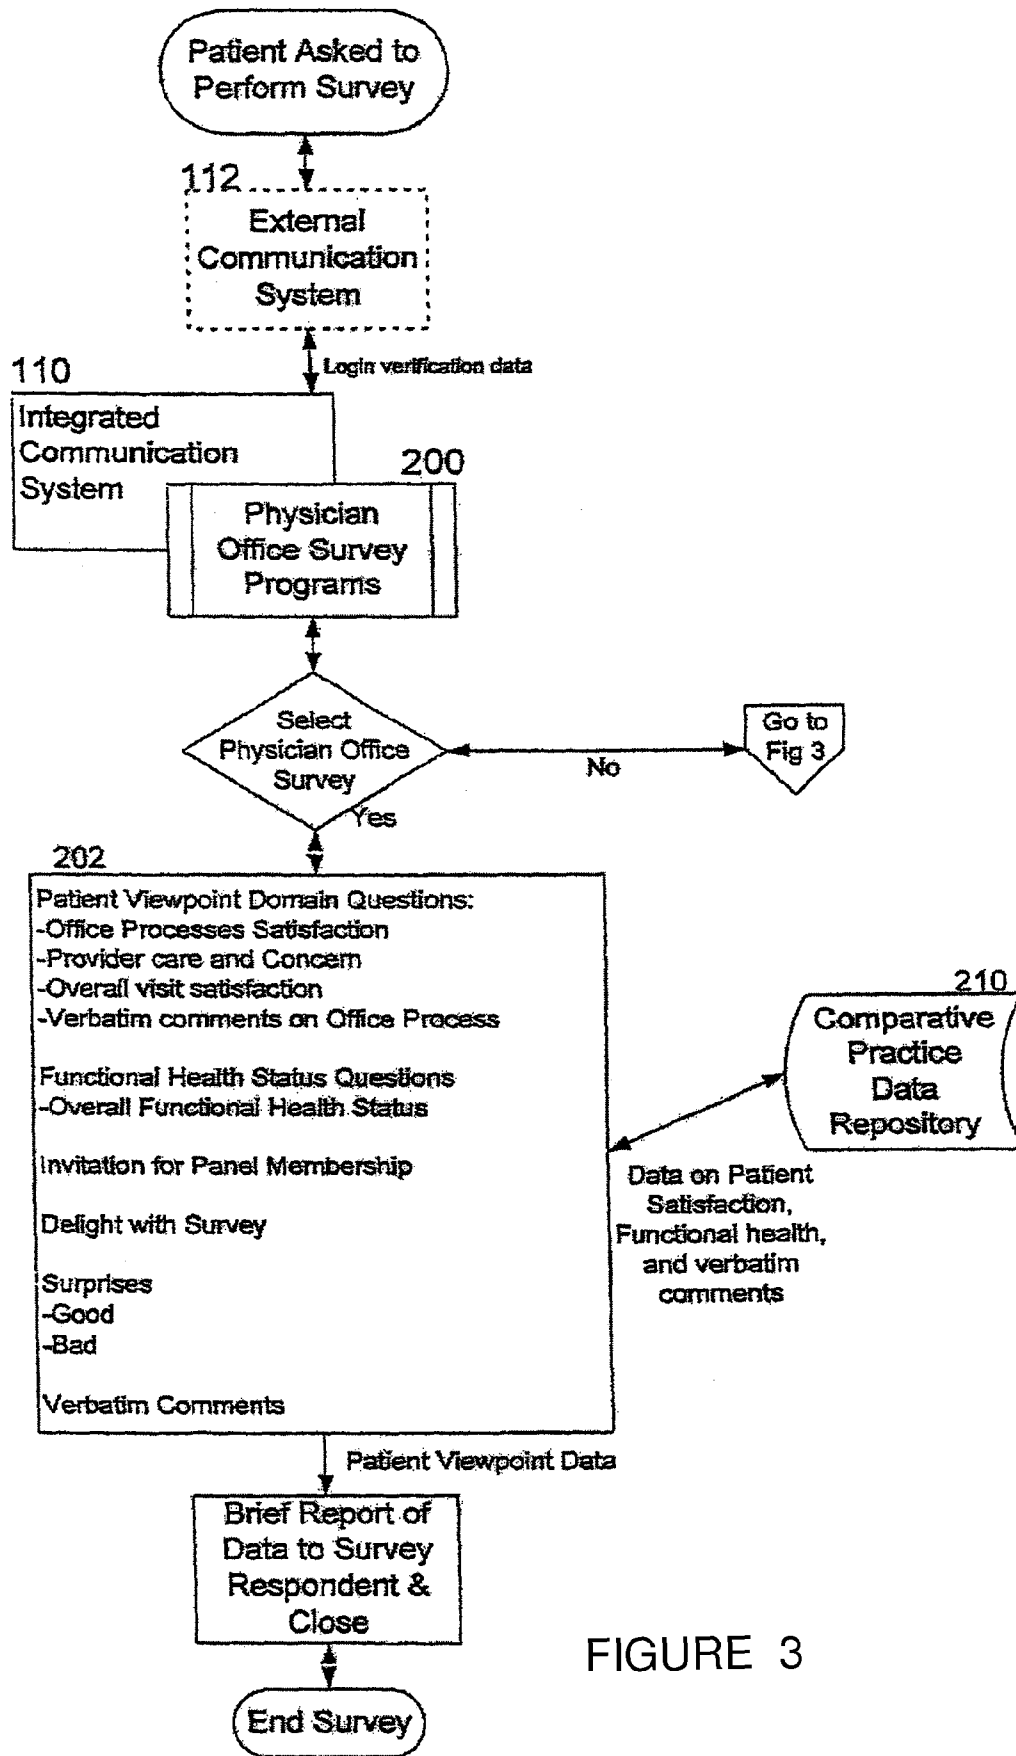 Patient Asked to
Perform Survey
112
External
Communication
System
Login verification data
110
Integrated
Communication
System
200
Physician
Office Survey
Programs
Select
Physician Office
Survey
No
Go to
Fig 3
Yes
202
Patient Viewpoint Domain Questions:
-Office Processes Satisfaction
-Provider care and Concern
-Overall visit satisfaction
-Verbatim comments on Office Process
Functional Health Status Questions
-Overall Functional Health Status
Invitation for Panel Membership
Delight with Survey
Surprises
-Good
-Bad
Verbatim Comments
210
Comparative
Practice
Data
Repository
Data on Patient
Satisfaction,
Functional health,
and verbatim
comments
Patient Viewpoint Data
Brief Report of
Data to Survey
Respondent &
Close
End Survey
FIGURE 3